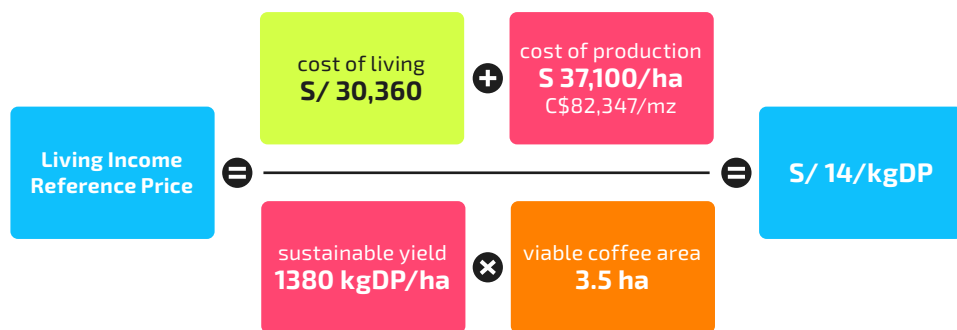 Living Income
Reference Price
=
cost of living
S/ 30,360
+
cost of production
S 37,100/ha
C$82,347/mz
sustainable yield
1380 kgDP/ha
×
viable coffee area
3.5 ha
=
S/ 14/kgDP